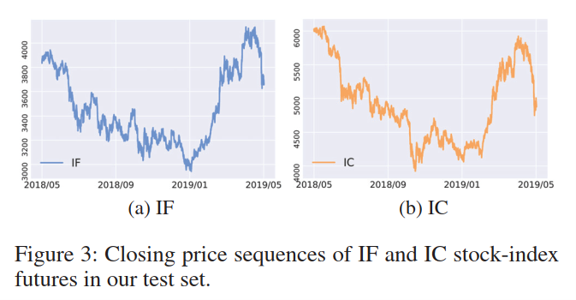 4000
3800
3600
3400
3200
3000
IF
2018/05 2018/09 2019/01 2019/05
(a) IF
6000
5500
5000
4500
4000
IC
2018/05 2018/09 2019/01 2019/05
(b) IC
Figure 3: Closing price sequences of IF and IC stock-index
futures in our test set.